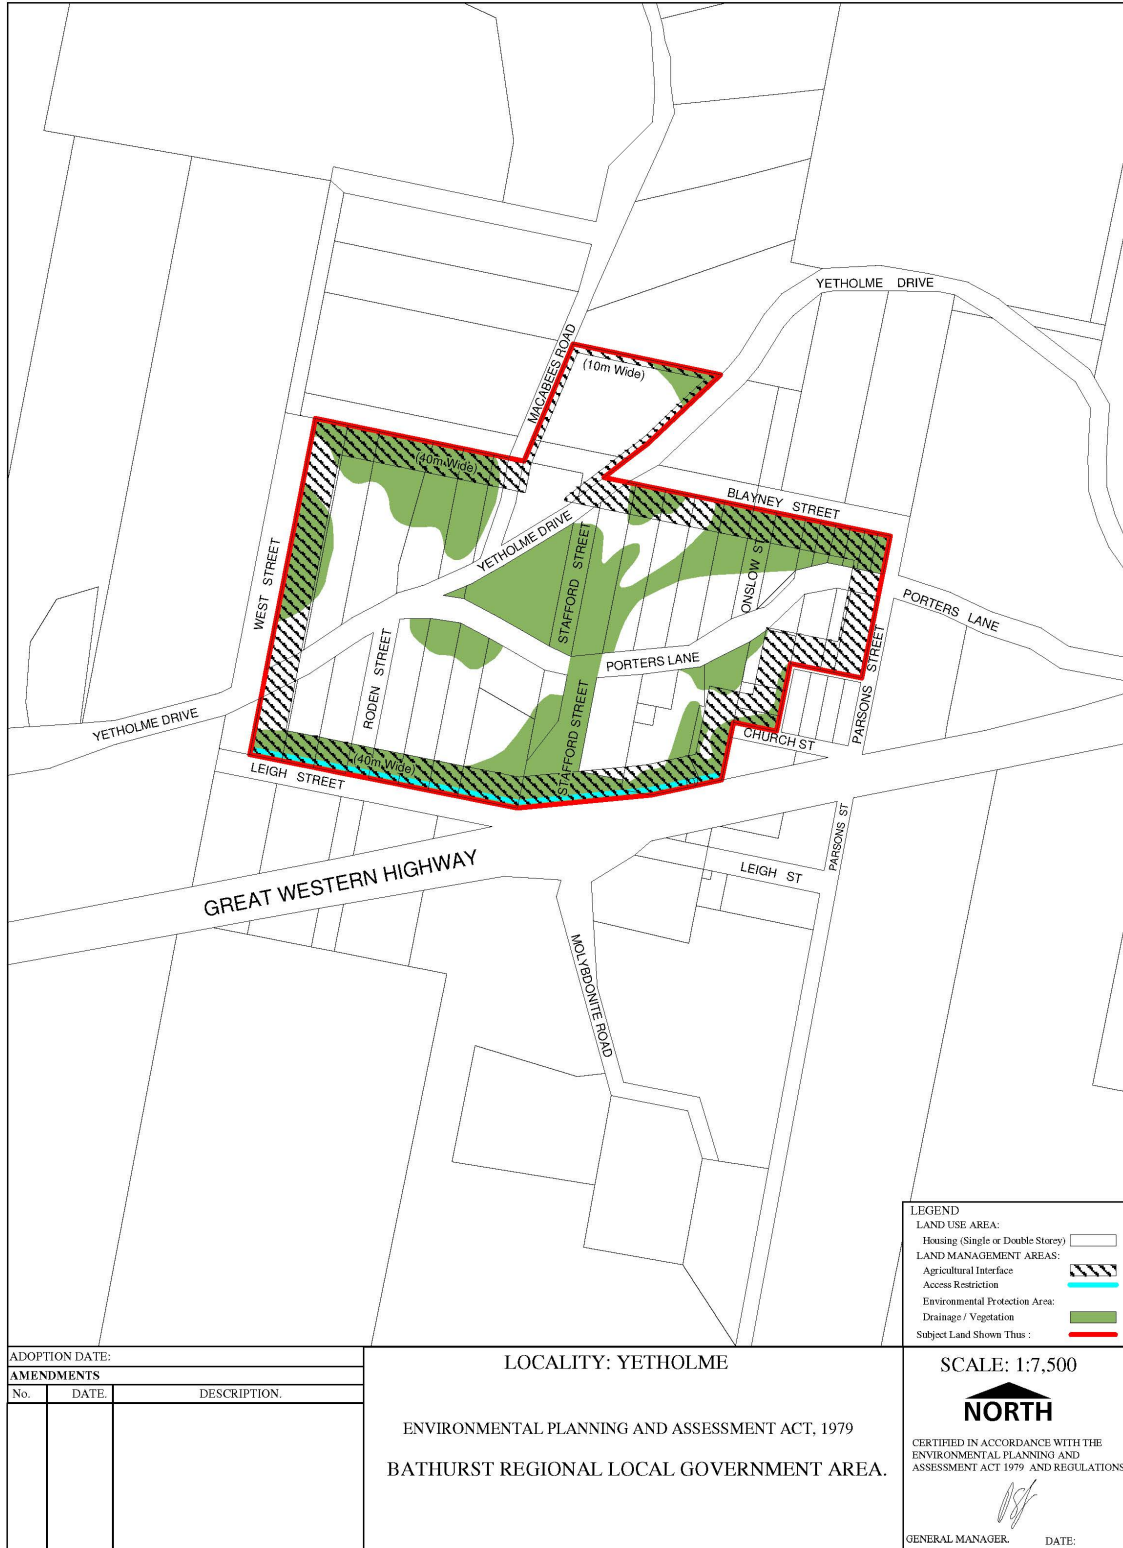 YETHOLME DRIVE
MACABEES ROAD
(10m Wide)
(40m Wide)
BLAYNEY STREET
YETHOLME DRIVE
STAFFORD STREET
ONSLOW ST
WEST STREET
PORTERS LANE
PORTERS LANE
RODEN STREET
PARSONS STREET
STAFFORD STREET
YETHOLME DRIVE
CHURCH ST
(40m Wide)
LEIGH STREET
PARSONS ST
LEIGH ST
GREAT WESTERN HIGHWAY
MOLYBDONITE ROAD
LEGEND
LAND USE AREA:
Housing (Single or Double Storey)
LAND MANAGEMENT AREAS:
Agricultural Interface
Access Restriction
Environmental Protection Area:
Drainage / Vegetation
Subject Land Shown Thus :
ADOPTION DATE:
AMENDMENTS
No. DATE. DESCRIPTION.
LOCALITY: YETHOLME
ENVIRONMENTAL PLANNING AND ASSESSMENT ACT, 1979
BATHURST REGIONAL LOCAL GOVERNMENT AREA.
SCALE: 1:7,500
NORTH
CERTIFIED IN ACCORDANCE WITH THE
ENVIRONMENTAL PLANNING AND
ASSESSMENT ACT 1979 AND REGULATIONS
GENERAL MANAGER. DATE: